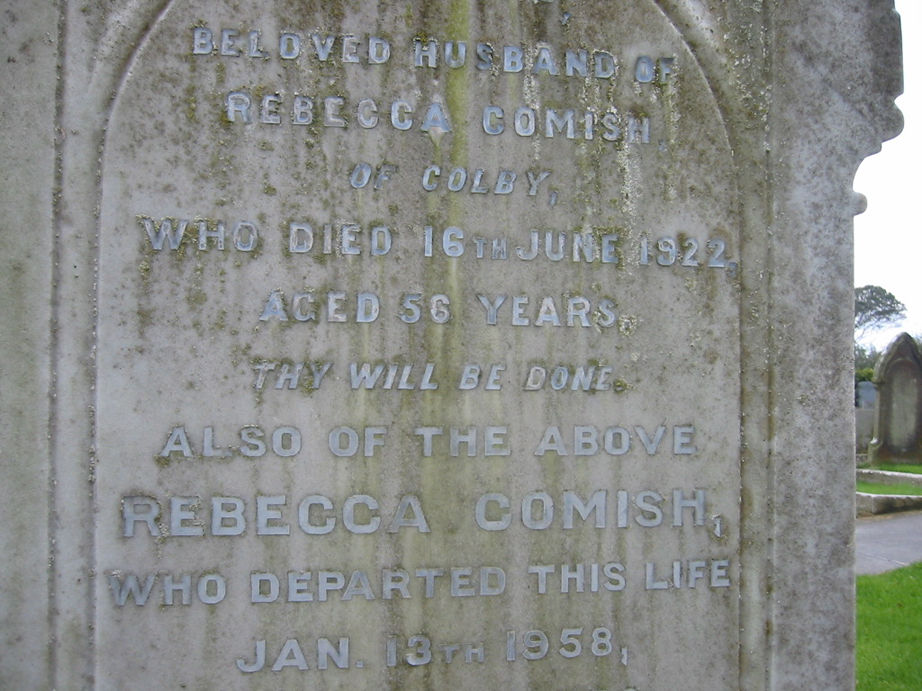 BELOVED HUSBAND OF
REBECCA COMISH,
OF COLBY,
WHO DIED 16TH JUNE 1922,
AGED 56 YEARS.
THY WILL BE DONE.
ALSO OF THE ABOVE
REBECCA COMISH,
WHO DEPARTED THIS LIFE
JAN. 13TH 1958,